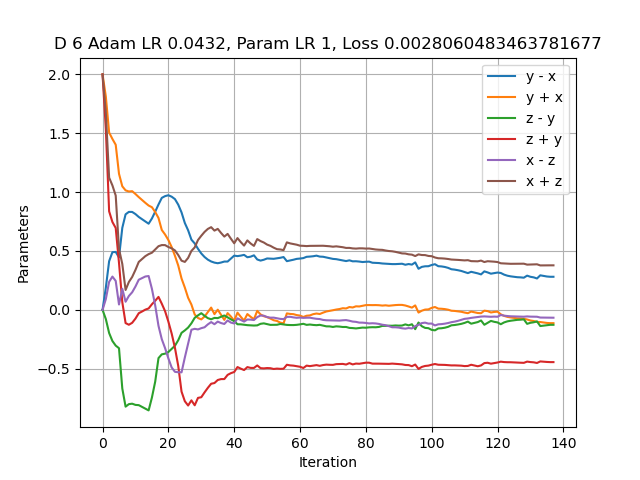 D 6 Adam LR 0.0432, Param LR 1, Loss 0.0028060483463781677
2.0
1.5
1.0
0.5
0.0
−0.5
Parameters
y - x
y + x
z - y
z + y
x - z
x + z
0 20 40 60 80 100 120 140
Iteration